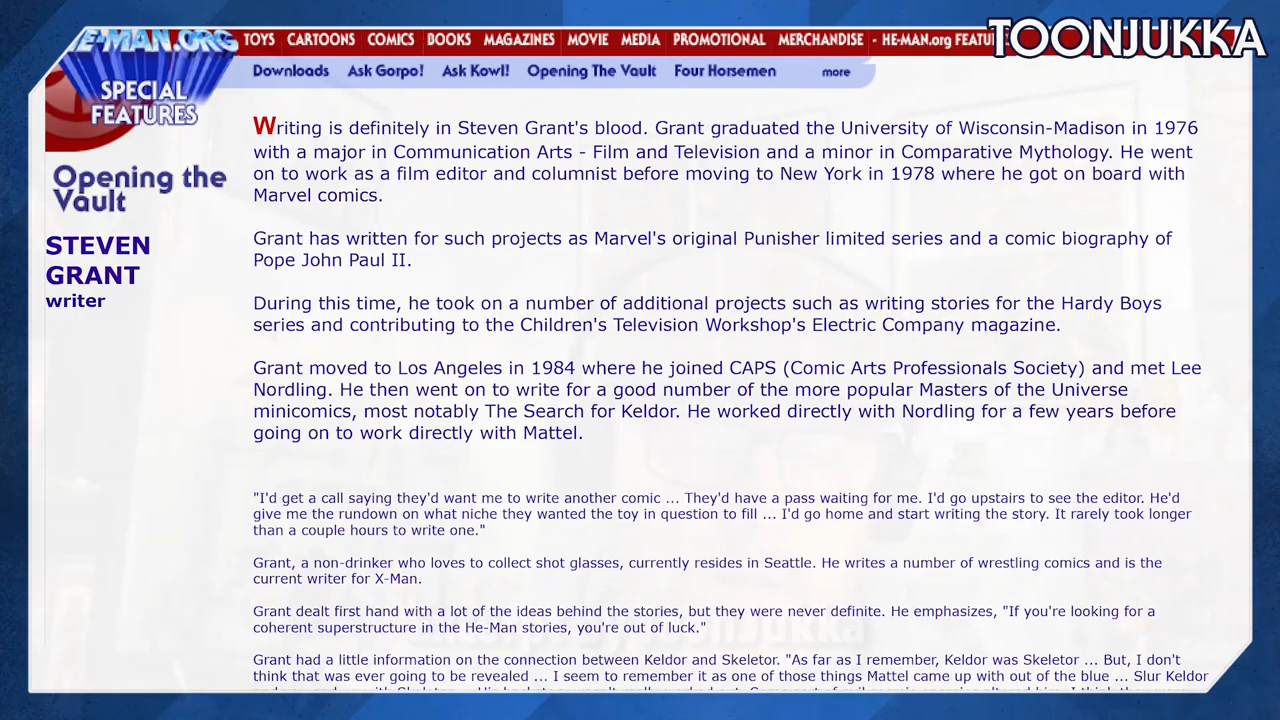 HE-MAN.ORG TOYS CARTOONS COMICS BOOKS MAGAZINES MOVIE MEDIA PROMOTIONAL MERCHANDISE - HE-MAN.org
TOONJUKKA
Downloads Ask Gorpo! Ask Kowl! Opening The Vault Four Horsemen more
SPECIAL
FEATURES
Opening the
Vault
STEVEN
GRANT
writer
Writing is definitely in Steven Grant's blood. Grant graduated the University of Wisconsin-Madison in 1976
with a major in Communication Arts - Film and Television and a minor in Comparative Mythology. He went
on to work as a film editor and columnist before moving to New York in 1978 where he got on board with
Marvel comics.
Grant has written for such projects as Marvel's original Punisher limited series and a comic biography of
Pope John Paul II.
During this time, he took on a number of additional projects such as writing stories for the Hardy Boys
series and contributing to the Children's Television Workshop's Electric Company magazine.
Grant moved to Los Angeles in 1984 where he joined CAPS (Comic Arts Professionals Society) and met Lee
Nordling. He then went on to write for a good number of the more popular Masters of the Universe
minicomics, most notably The Search for Keldor. He worked directly with Nordling for a few years before
going on to work directly with Mattel.
"I'd get a call saying they'd want me to write another comic ... They'd have a pass waiting for me. I'd go upstairs to see the editor. He'd
give me the rundown on what niche they wanted the toy in question to fill ... I'd go home and start writing the story. It rarely took longer
than a couple hours to write one."
Grant, a non-drinker who loves to collect shot glasses, currently resides in Seattle. He writes a number of wrestling comics and is the
current writer for X-Man.
Grant dealt first hand with a lot of the ideas behind the stories, but they were never definite. He emphasizes, "If you're looking for a
coherent superstructure in the He-Man stories, you're out of luck."
Grant had a little information on the connection between Keldor and Skeletor. "As far as I remember, Keldor was Skeletor ... But, I don't
think that was ever going to be revealed ... I seem to remember it as one of those things Mattel came up with out of the blue ... Slur Keldor